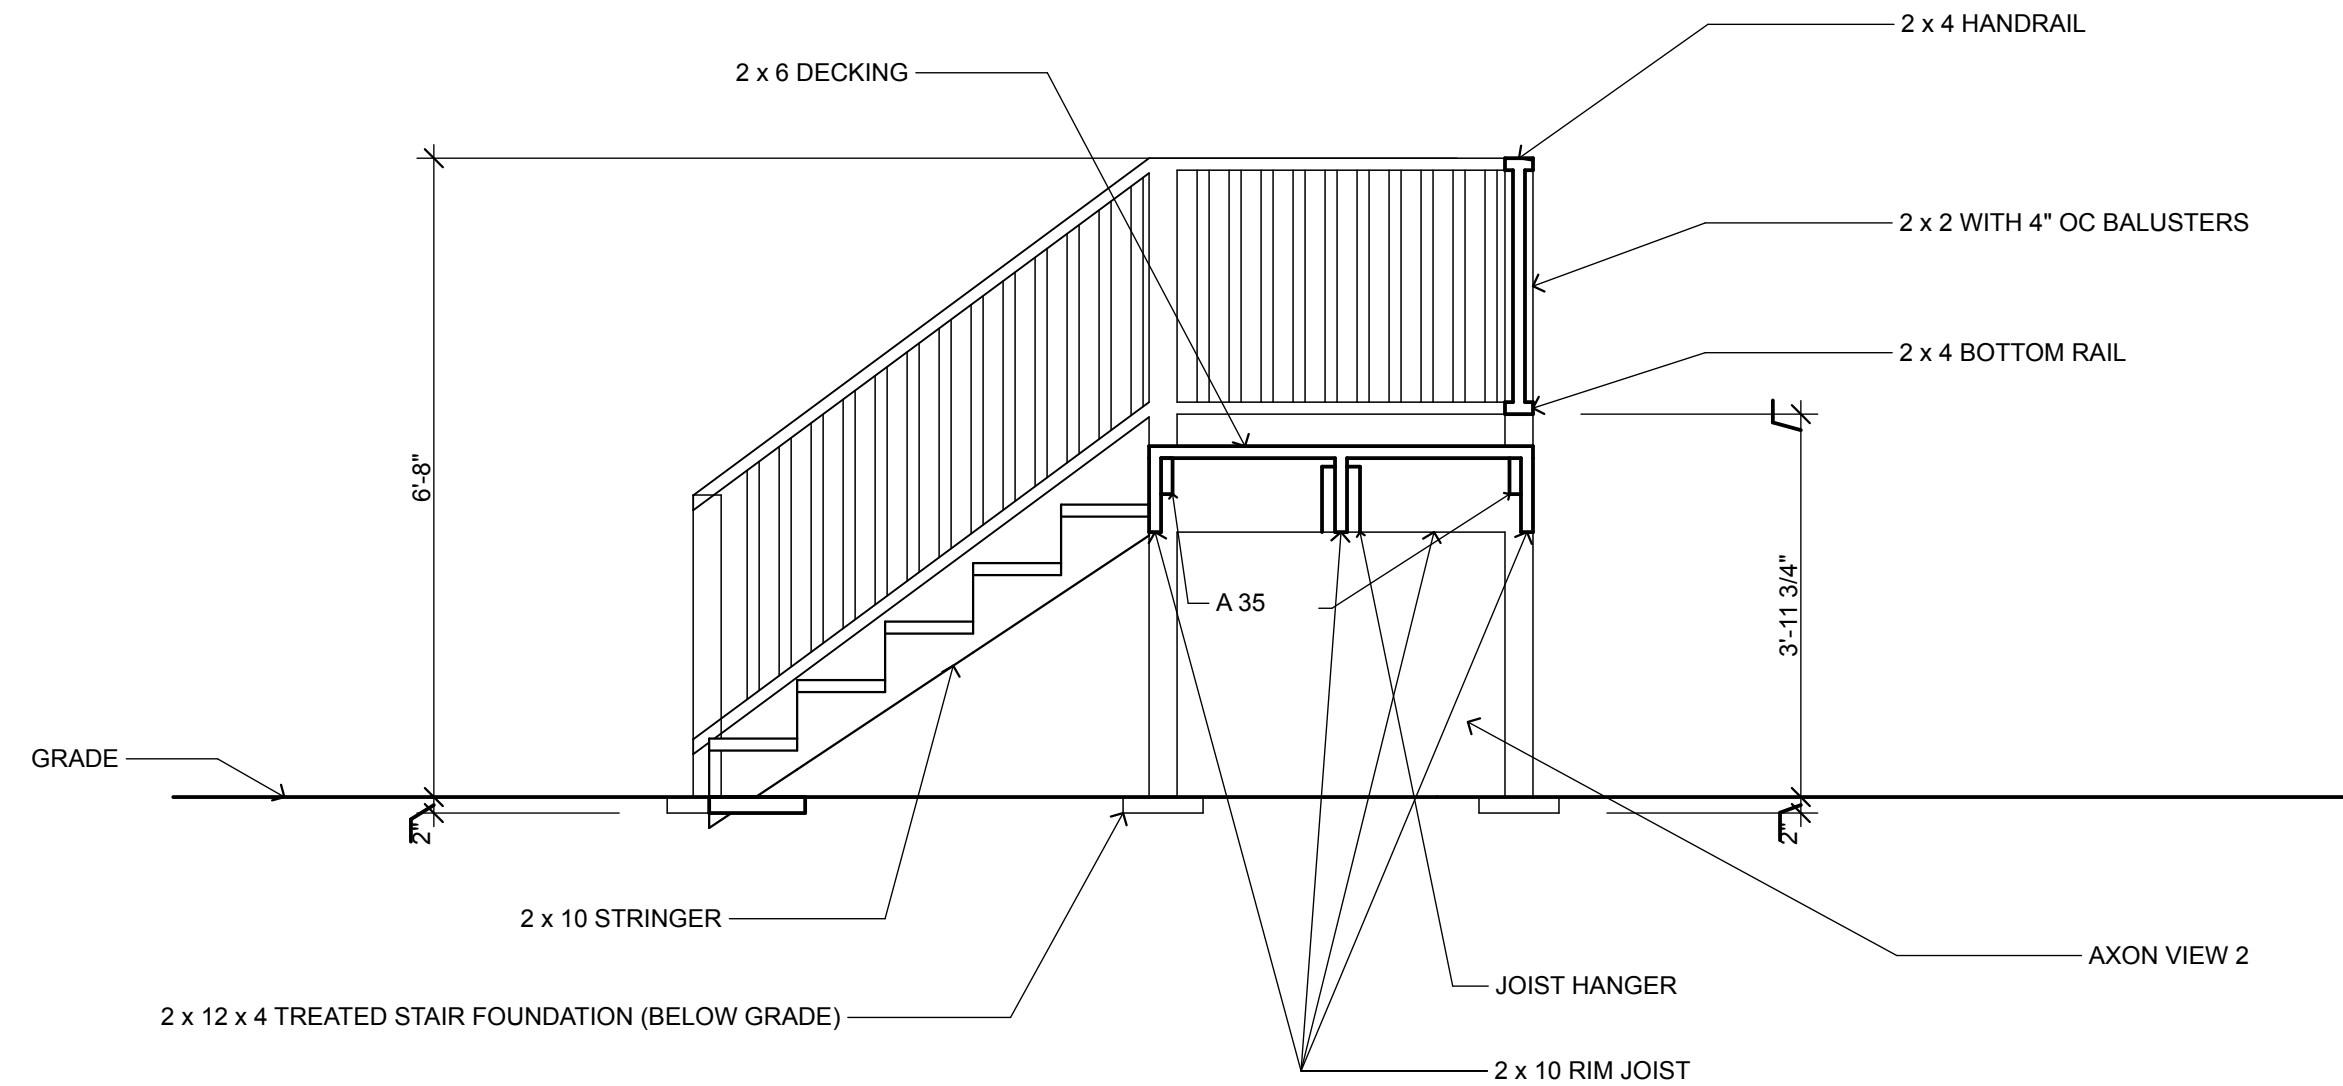 2 x 4 HANDRAIL
2 x 6 DECKING
2 x 2 WITH 4" OC BALUSTERS
2 x 4 BOTTOM RAIL
6'-8"
A 35
3'-11 3/4"
GRADE
2"
2"
2 x 10 STRINGER
AXON VIEW 2
JOIST HANGER
2 x 12 x 4 TREATED STAIR FOUNDATION (BELOW GRADE)
2 x 10 RIM JOIST